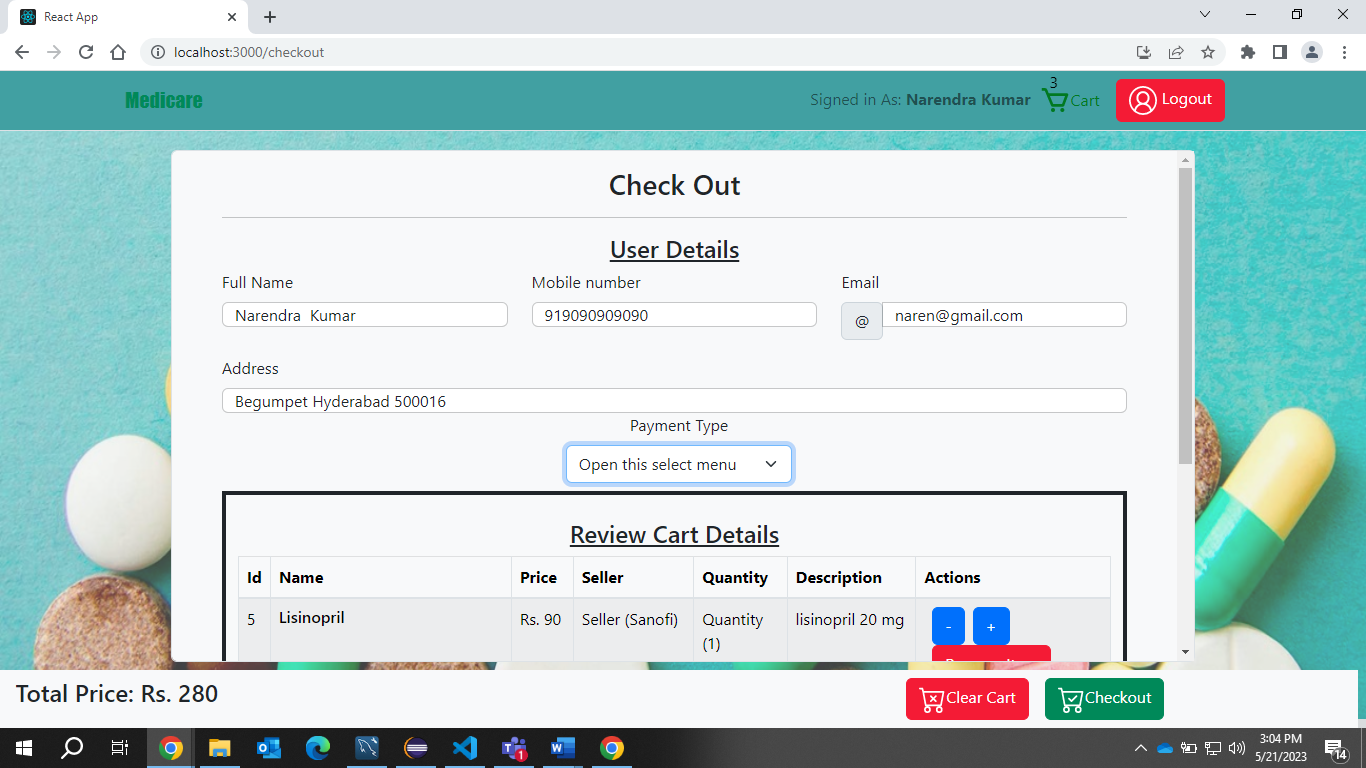 React App
localhost:3000/checkout
Medicare
Signed in As: Narendra Kumar
3
Cart
Logout
Check Out
User Details
Full Name
Mobile number
Email
Narendra Kumar
919090909090
@
naren@gmail.com
Address
Begumpet Hyderabad 500016
Payment Type
Open this select menu
Review Cart Details
Id Name Price Seller Quantity Description Actions
5 Lisinopril Rs. 90 Seller (Sanofi) Quantity (1) lisinopril 20 mg - +
Total Price: Rs. 280
Clear Cart
Checkout
1
3:04 PM
5/21/2023
14